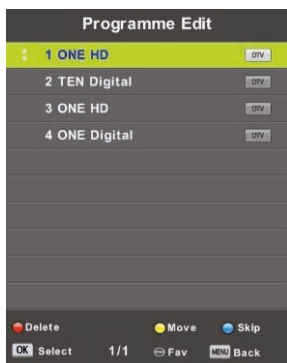 Programme Edit
1 ONE HD DTV
2 TEN Digital DTV
3 ONE HD DTV
4 ONE Digital DTV
Delete Move Skip
OK Select 1/1 Fav MENU Back